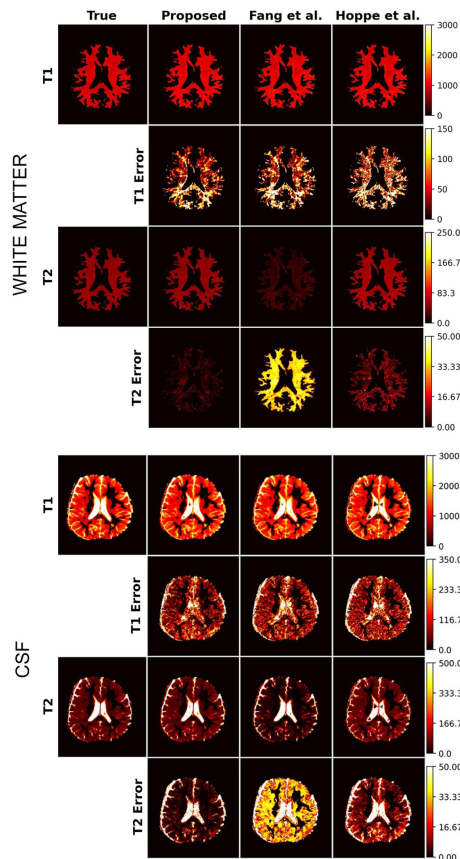 True Proposed Fang et al. Hoppe et al.
WHITE MATTER
T1
3000
2000
1000
0
T1 Error
150
100
50
0
T2
250.0
166.7
83.3
0.0
T2 Error
50.00
33.33
16.67
0.00
CSF
T1
3000
2000
1000
0
T1 Error
350.0
233.3
116.7
0.0
T2
500.0
333.3
166.7
0.0
T2 Error
50.00
33.33
16.67
0.00